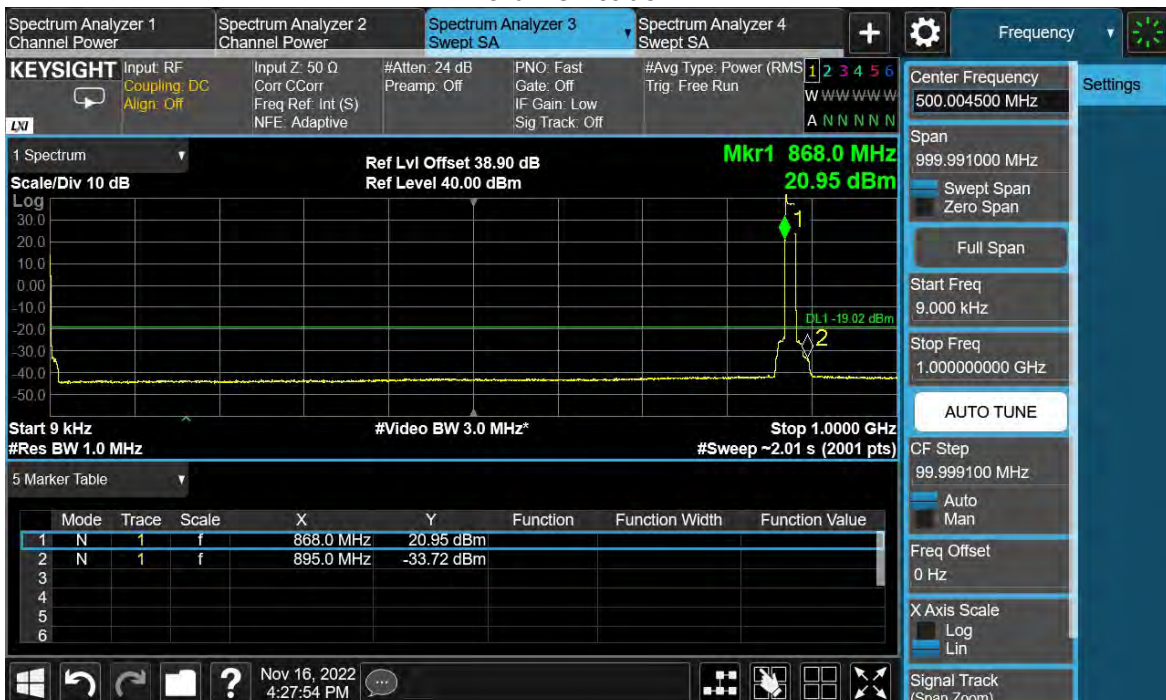 Spectrum Analyzer 1
Channel Power
Spectrum Analyzer 2
Channel Power
Spectrum Analyzer 3
Swept SA
Spectrum Analyzer 4
Swept SA
+
Frequency
KEYSIGHT
Input: RF
Coupling: DC
Align: Off
Input Z: 50 Ω
Corr CCorr
Freq Ref: Int (S)
NFE: Adaptive
#Atten: 24 dB
Preamp: Off
PNO: Fast
Gate: Off
IF Gain: Low
Sig Track: Off
#Avg Type: Power (RMS
Trig: Free Run
1 2 3 4 5 6
W W W W W W
A N N N N N
LXI
1 Spectrum
Scale/Div 10 dB
Ref Lvl Offset 38.90 dB
Ref Level 40.00 dBm
Mkr1 868.0 MHz
20.95 dBm
Log
30.0
20.0
10.0
0.00
-10.0
-20.0
-30.0
-40.0
-50.0
1
DL1 -19.02 dBm
2
Start 9 kHz
#Res BW 1.0 MHz
#Video BW 3.0 MHz*
Stop 1.0000 GHz
#Sweep ~2.01 s (2001 pts)
5 Marker Table
Mode Trace Scale X Y Function Function Width Function Value
1 N 1 f 868.0 MHz 20.95 dBm
2 N 1 f 895.0 MHz -33.72 dBm
3
4
5
6
?
Nov 16, 2022
4:27:54 PM
Center Frequency
500.004500 MHz
Settings
Span
999.991000 MHz
Swept Span
Zero Span
Full Span
Start Freq
9.000 kHz
Stop Freq
1.000000000 GHz
AUTO TUNE
CF Step
99.999100 MHz
Auto
Man
Freq Offset
0 Hz
X Axis Scale
Log
Lin
Signal Track
(Span Zoom)